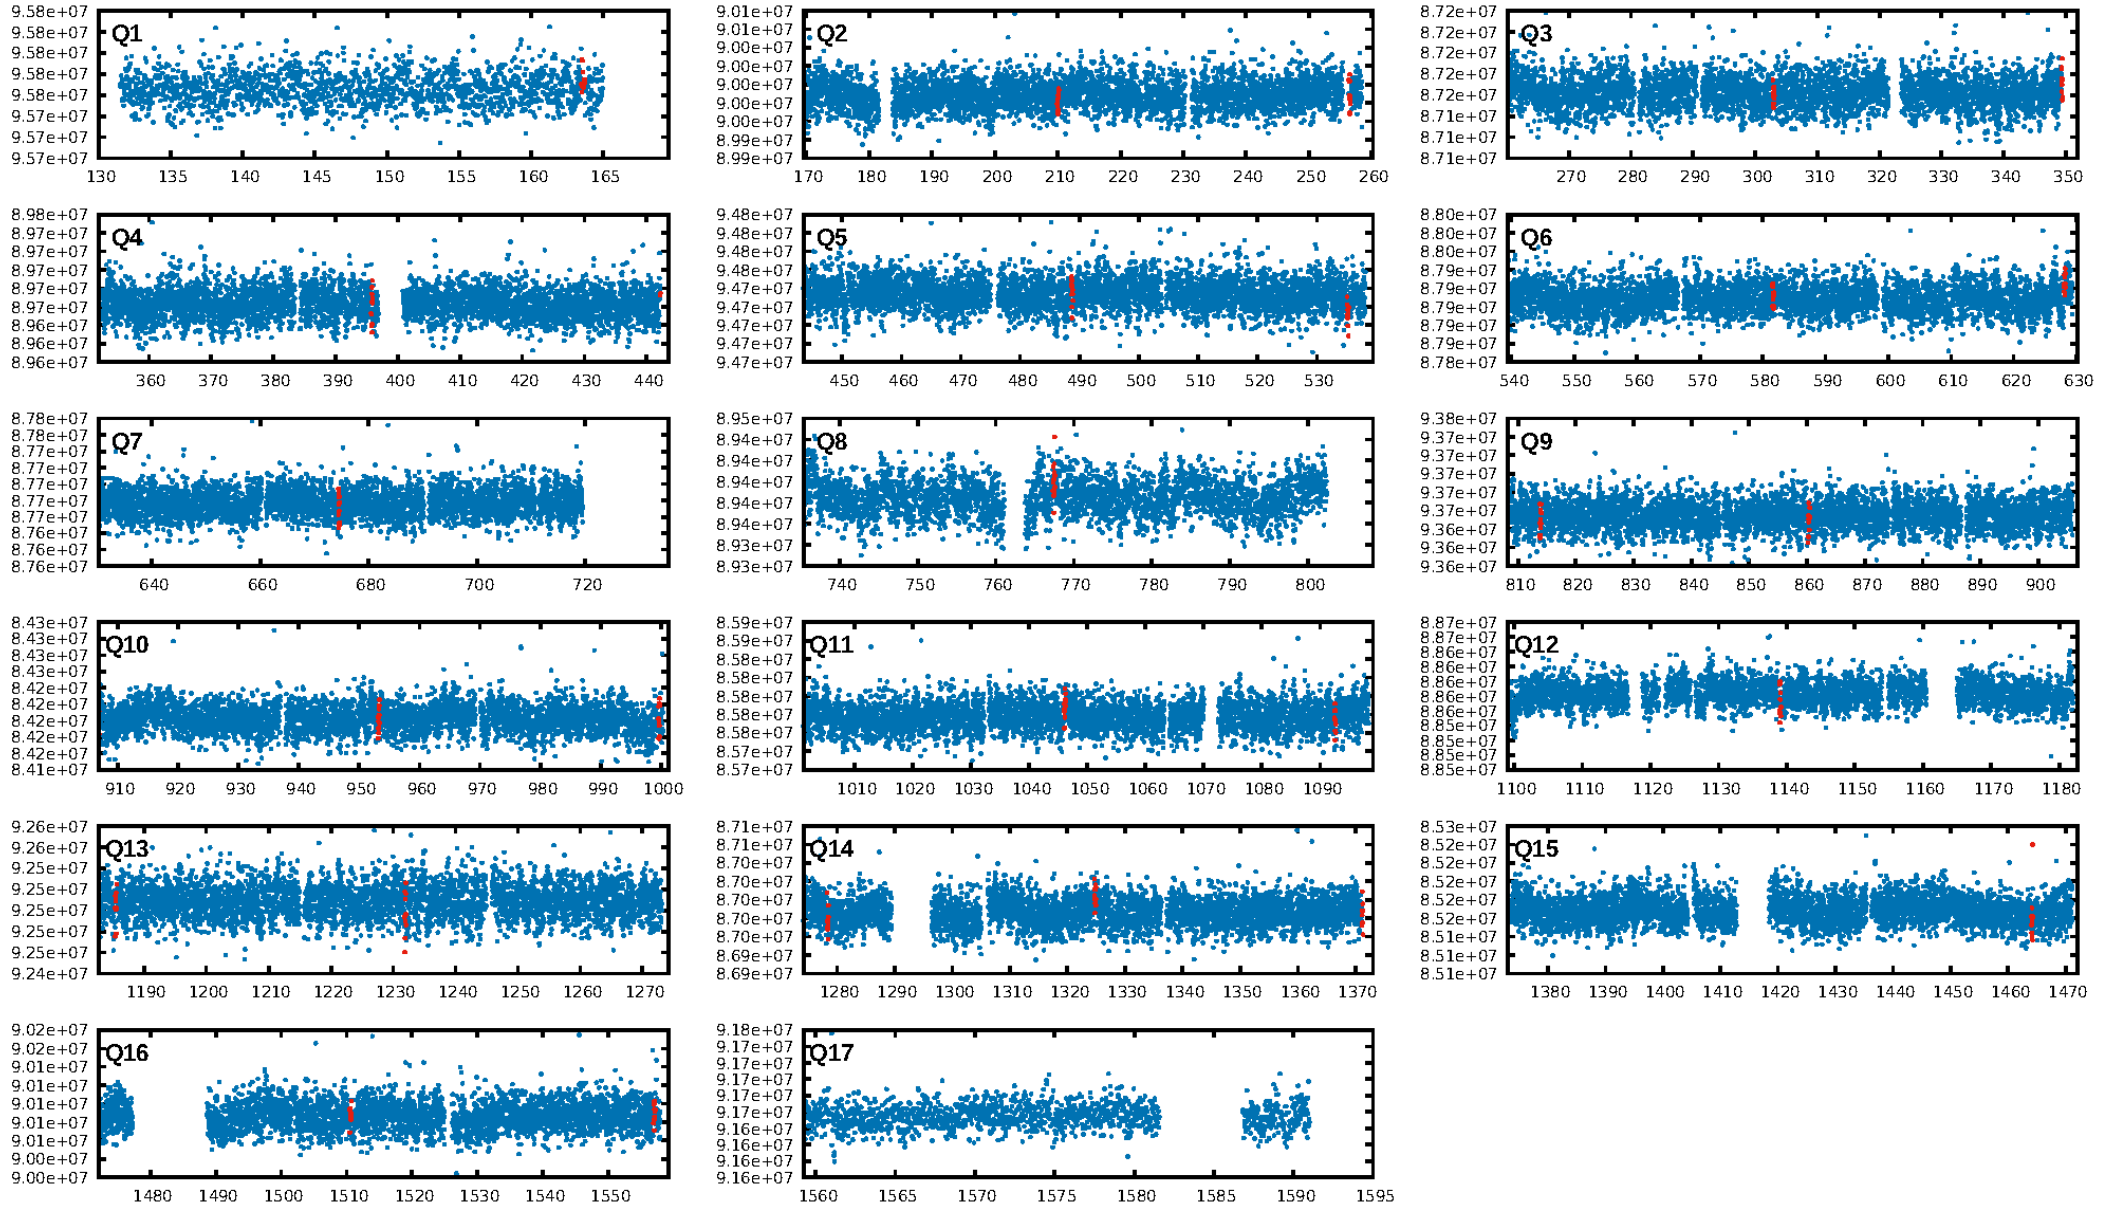 Q1
9.58e+07
9.58e+07
9.58e+07
9.58e+07
9.58e+07
9.57e+07
9.57e+07
9.57e+07
130 135 140 145 150 155 160 165
Q2
9.01e+07
9.01e+07
9.00e+07
9.00e+07
9.00e+07
9.00e+07
9.00e+07
8.99e+07
8.99e+07
170 180 190 200 210 220 230 240 250 260
Q3
8.72e+07
8.72e+07
8.72e+07
8.72e+07
8.72e+07
8.71e+07
8.71e+07
8.71e+07
270 280 290 300 310 320 330 340 350
Q4
8.98e+07
8.97e+07
8.97e+07
8.97e+07
8.97e+07
8.97e+07
8.96e+07
8.96e+07
8.96e+07
360 370 380 390 400 410 420 430 440
Q5
9.48e+07
9.48e+07
9.48e+07
9.48e+07
9.47e+07
9.47e+07
9.47e+07
9.47e+07
9.47e+07
450 460 470 480 490 500 510 520 530
Q6
8.80e+07
8.80e+07
8.80e+07
8.79e+07
8.79e+07
8.79e+07
8.79e+07
8.79e+07
8.78e+07
540 550 560 570 580 590 600 610 620 630
Q7
8.78e+07
8.78e+07
8.77e+07
8.77e+07
8.77e+07
8.77e+07
8.77e+07
8.76e+07
8.76e+07
8.76e+07
640 660 680 700 720
Q8
8.95e+07
8.94e+07
8.94e+07
8.94e+07
8.94e+07
8.94e+07
8.93e+07
8.93e+07
740 750 760 770 780 790 800
Q9
9.38e+07
9.37e+07
9.37e+07
9.37e+07
9.37e+07
9.37e+07
9.36e+07
9.36e+07
9.36e+07
810 820 830 840 850 860 870 880 890 900
Q10
8.43e+07
8.43e+07
8.43e+07
8.43e+07
8.42e+07
8.42e+07
8.42e+07
8.42e+07
8.42e+07
8.41e+07
910 920 930 940 950 960 970 980 990 1000
Q11
8.59e+07
8.59e+07
8.58e+07
8.58e+07
8.58e+07
8.58e+07
8.58e+07
8.57e+07
8.57e+07
1010 1020 1030 1040 1050 1060 1070 1080 1090
Q12
8.87e+07
8.87e+07
8.86e+07
8.86e+07
8.86e+07
8.86e+07
8.86e+07
8.85e+07
8.85e+07
8.85e+07
8.85e+07
1100 1110 1120 1130 1140 1150 1160 1170 1180
Q13
9.26e+07
9.26e+07
9.25e+07
9.25e+07
9.25e+07
9.25e+07
9.25e+07
9.24e+07
1190 1200 1210 1220 1230 1240 1250 1260 1270
Q14
8.71e+07
8.71e+07
8.70e+07
8.70e+07
8.70e+07
8.70e+07
8.70e+07
8.69e+07
8.69e+07
1280 1290 1300 1310 1320 1330 1340 1350 1360 1370
Q15
8.53e+07
8.52e+07
8.52e+07
8.52e+07
8.52e+07
8.52e+07
8.51e+07
8.51e+07
8.51e+07
1380 1390 1400 1410 1420 1430 1440 1450 1460 1470
Q16
9.02e+07
9.02e+07
9.01e+07
9.01e+07
9.01e+07
9.01e+07
9.01e+07
9.00e+07
9.00e+07
1480 1490 1500 1510 1520 1530 1540 1550
Q17
9.18e+07
9.17e+07
9.17e+07
9.17e+07
9.17e+07
9.17e+07
9.16e+07
9.16e+07
9.16e+07
9.16e+07
1560 1565 1570 1575 1580 1585 1590 1595